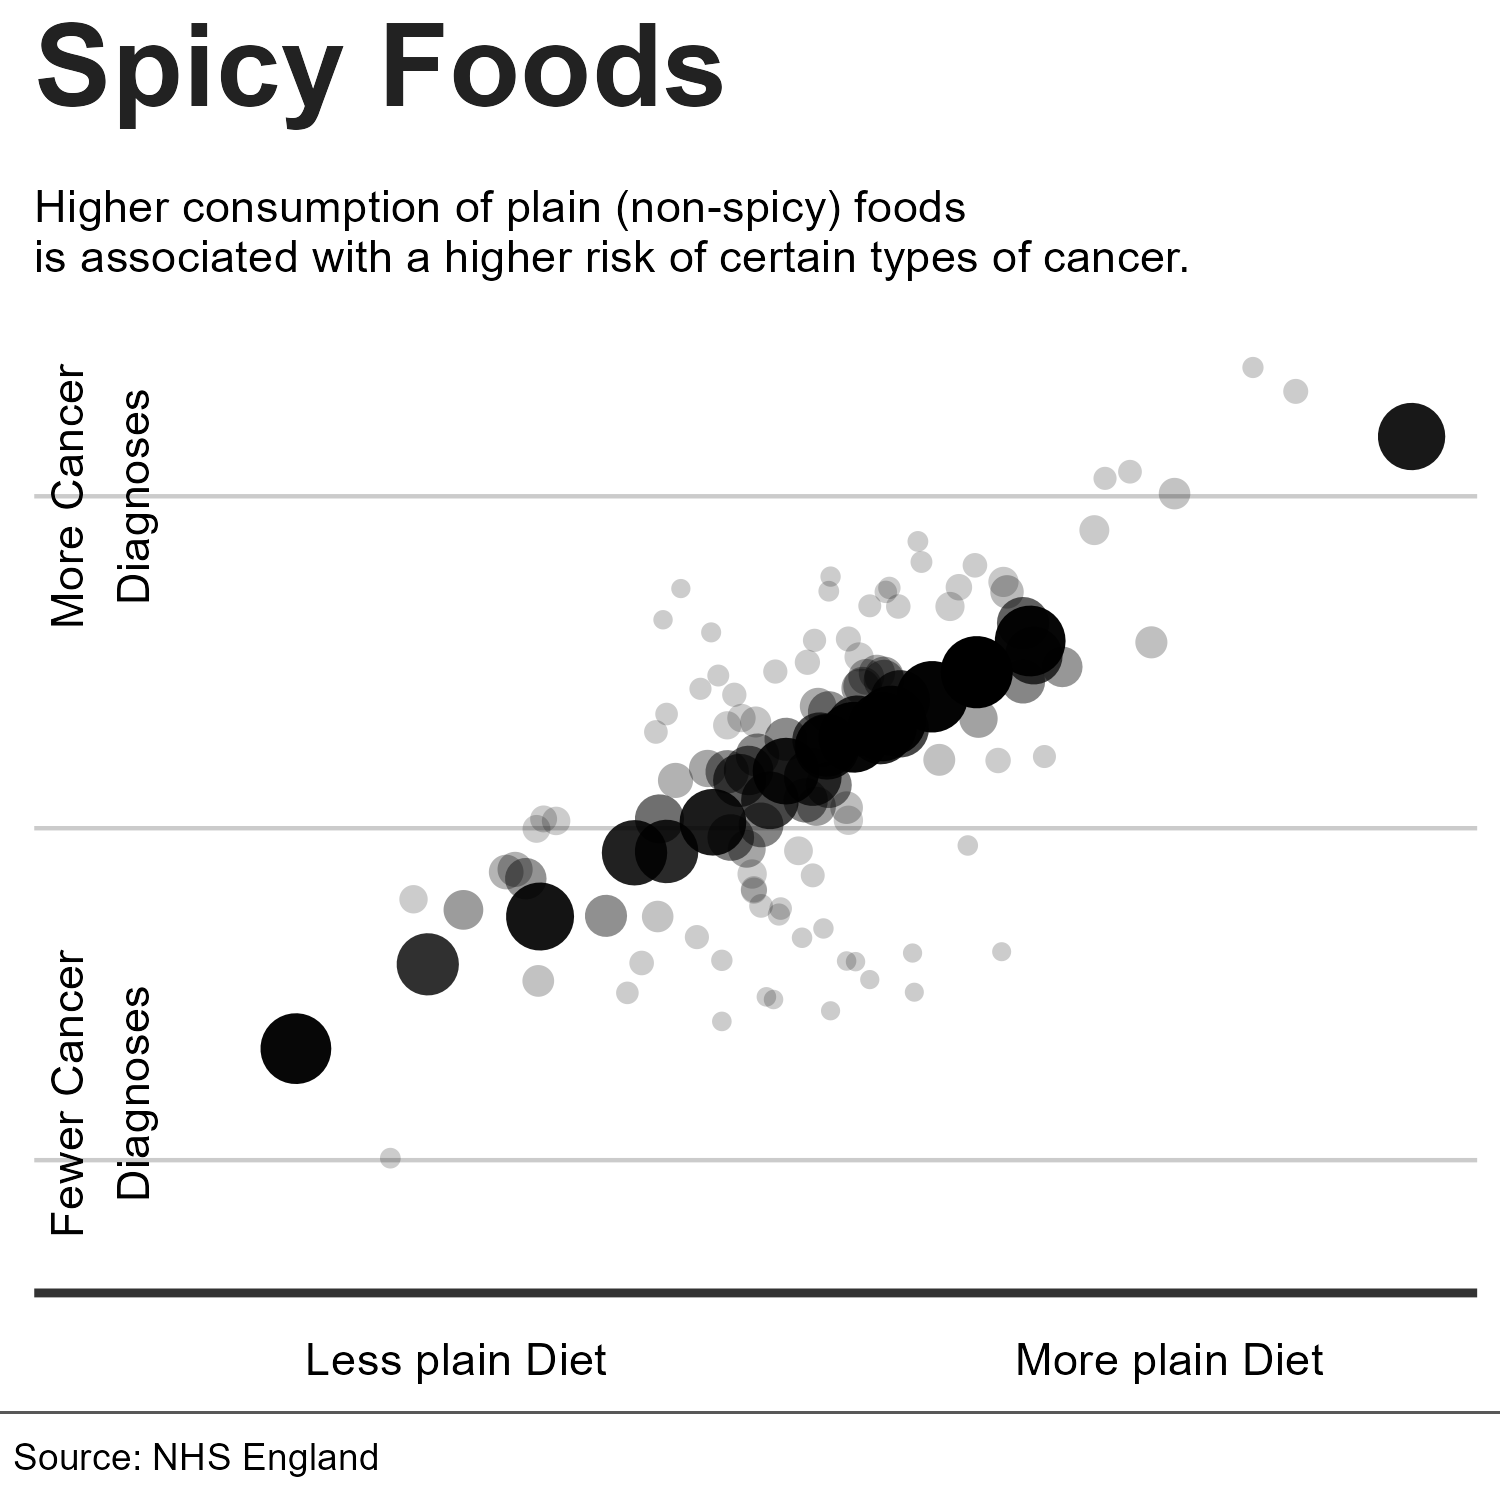 Spicy Foods
Higher consumption of plain (non-spicy) foods
is associated with a higher risk of certain types of cancer.
More Cancer
Diagnoses
Fewer Cancer
Diagnoses
Less plain Diet
More plain Diet
Source: NHS England